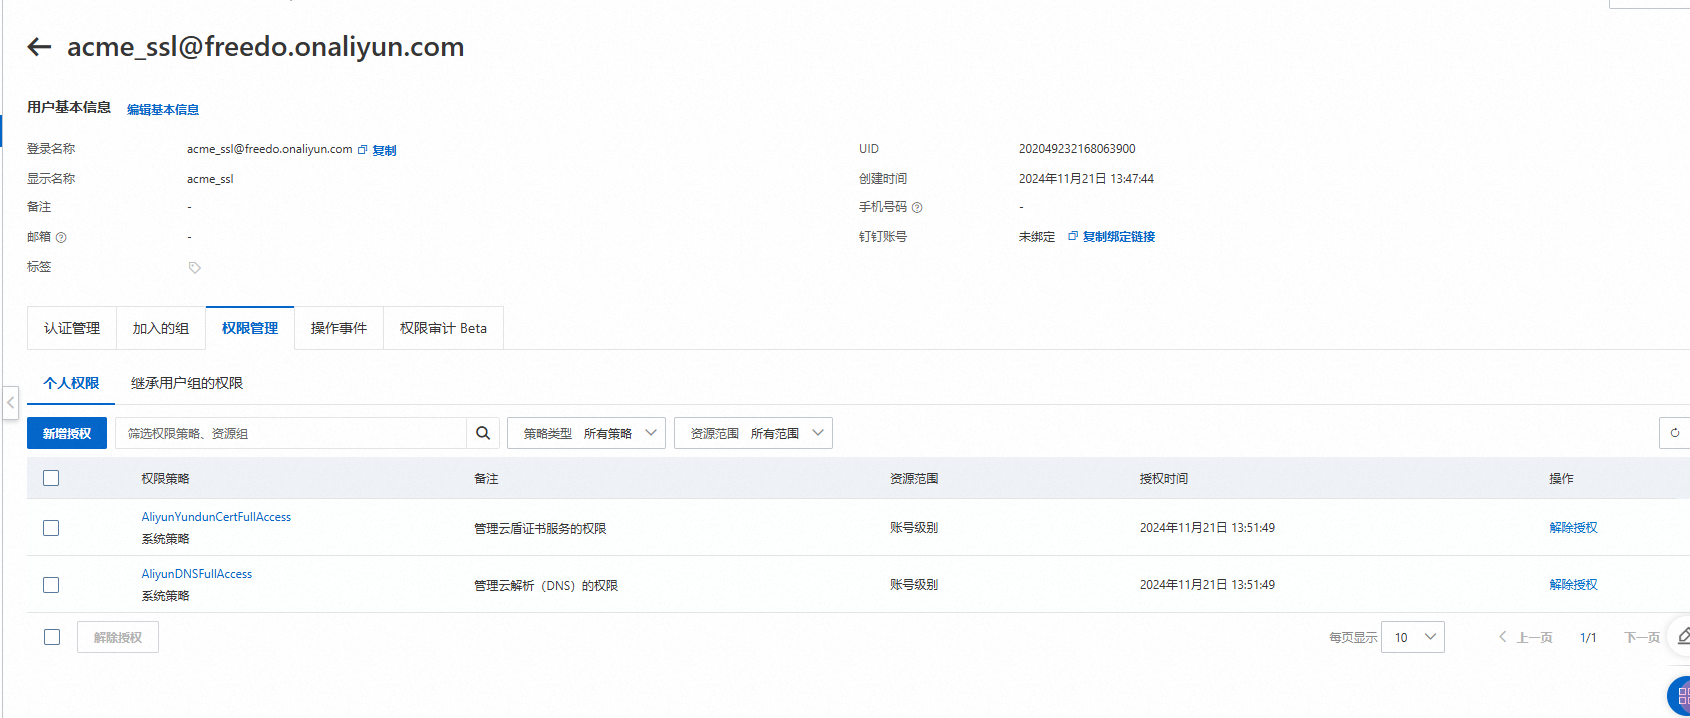 acme_ssl@freedo.onaliyun.com
用户基本信息 编辑基本信息
登录名称 acme_ssl@freedo.onaliyun.com 复制 UID 202049232168063900
显示名称 acme_ssl 创建时间 2024年11月21日 13:47:44
备注 - 手机号码 -
邮箱 - 钉钉账号 未绑定 复制绑定链接
标签
认证管理 加入的组 权限管理 操作事件 权限审计 Beta
个人权限 继承用户组的权限
新增授权 筛选权限策略、资源组 策略类型 所有策略 资源范围 所有范围
权限策略 备注 资源范围 授权时间 操作
AliyunYundunCertFullAccess
系统策略 管理云盾证书服务的权限 账号级别 2024年11月21日 13:51:49 解除授权
AliyunDNSFullAccess
系统策略 管理云解析（DNS）的权限 账号级别 2024年11月21日 13:51:49 解除授权
解除授权 每页显示 10 上一页 1/1 下一页